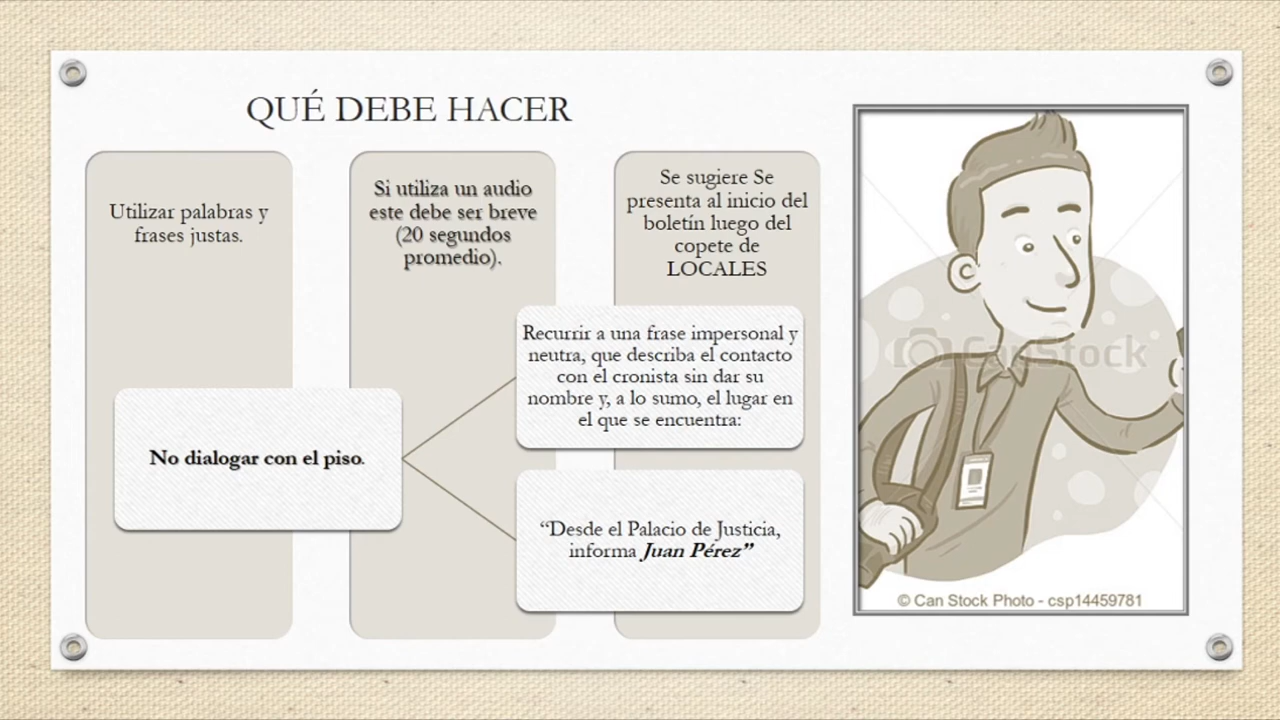 QUÉ DEBE HACER
Utilizar palabras y
frases justas.
Si utiliza un audio
este debe ser breve
(20 segundos
promedio).
Se sugiere Se
presenta al inicio del
boletín luego del
copete de
LOCALES
No dialogar con el piso.
Recurrir a una frase impersonal y
neutra, que describa el contacto
con el cronista sin dar su
nombre y, a lo sumo, el lugar en
el que se encuentra:
“Desde el Palacio de Justicia,
informa Juan Pérez”
CanStock
© Can Stock Photo - csp14459781